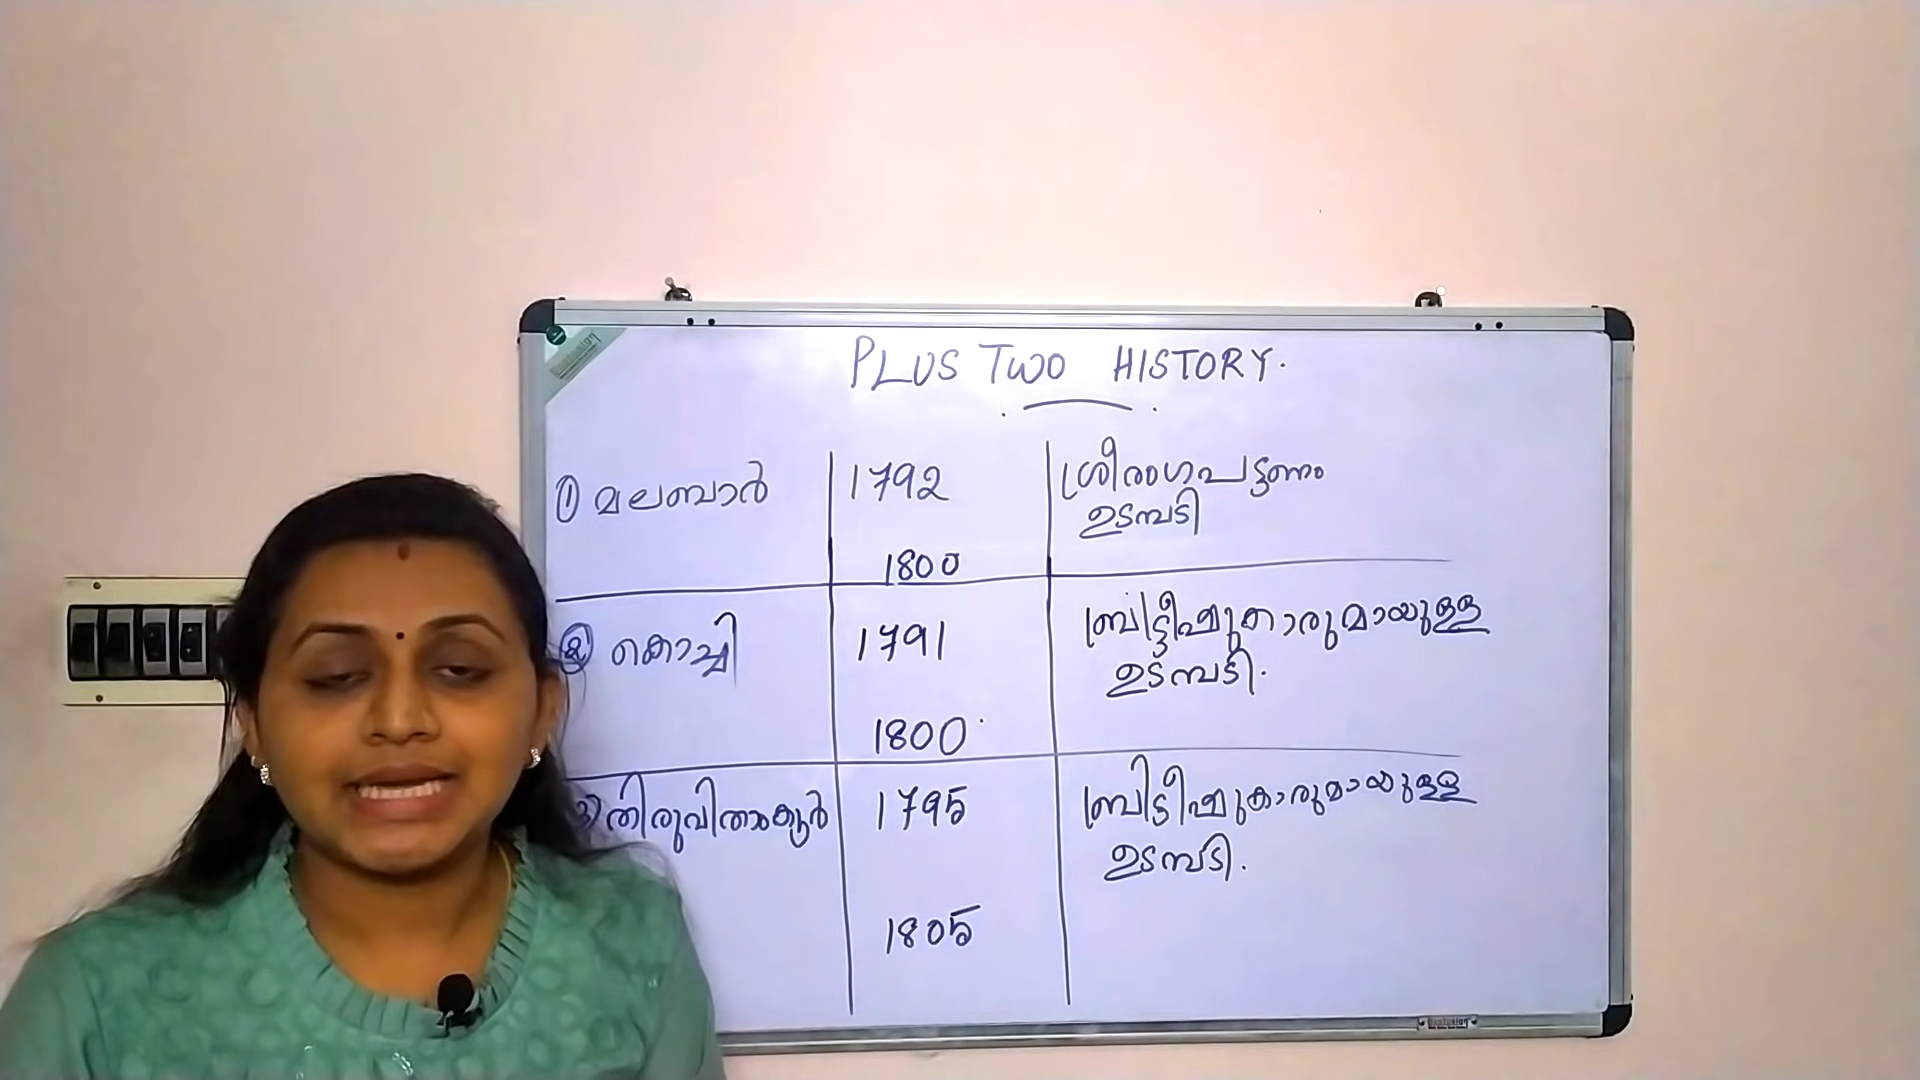 PLUS TWO HISTORY.
① മലബാർ 1792 ശ്രീരംഗപട്ടണം
ഉടമ്പടി
1800
② കൊച്ചി 1791 ബ്രിട്ടീഷുകാരുമായുള്ള
ഉടമ്പടി.
1800
തിരുവിതാംകൂർ 1795 ബ്രിട്ടീഷുകാരുമായുള്ള
ഉടമ്പടി.
1805